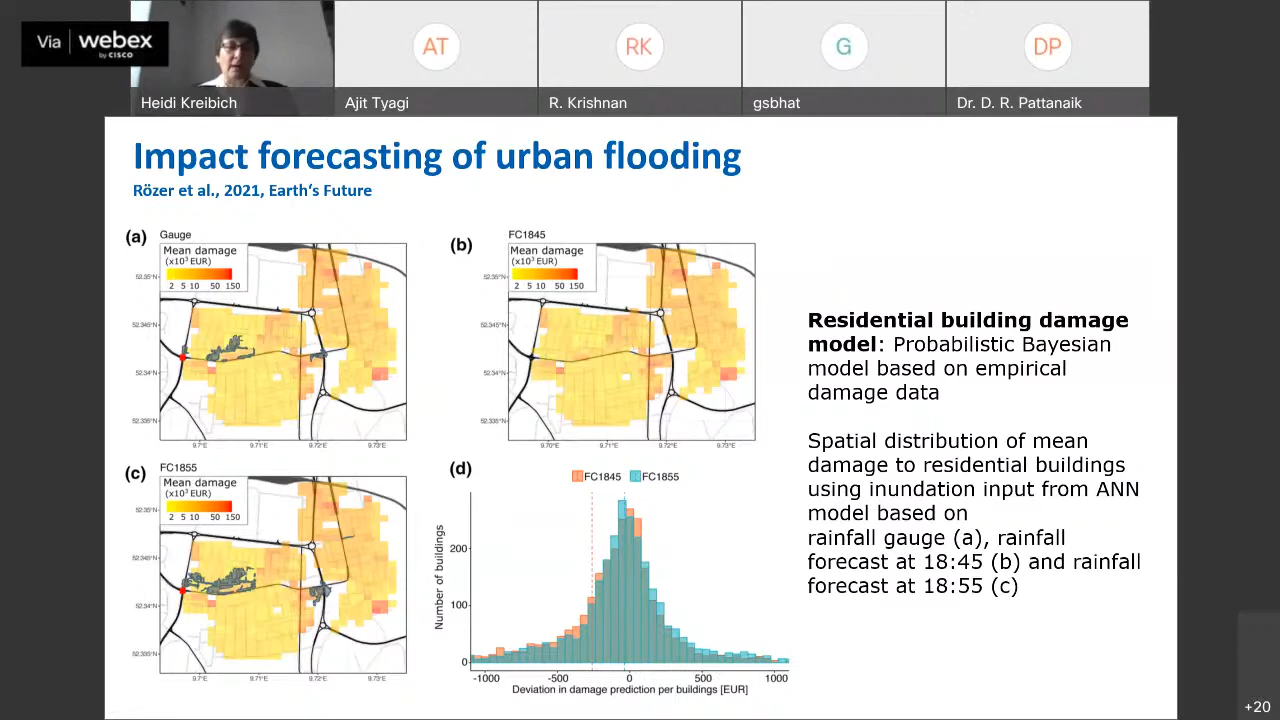 Via webex
by CISCO
AT
RK
G
DP
Heidi Kreibich
Ajit Tyagi
R. Krishnan
gsbhat
Dr. D. R. Pattanaik
Impact forecasting of urban flooding
Rözer et al., 2021, Earth's Future
(a)
Gauge
Mean damage
(x10³ EUR)
2 5 10 50 150
52.35°N
52.345°N
52.34°N
52.335°N
9.7°E 9.71°E 9.72°E 9.73°E
(b)
FC1845
Mean damage
(x10³ EUR)
2 5 10 50 150
52.35°N
52.345°N
52.34°N
52.335°N
9.70°E 9.71°E 9.72°E 9.73°E
(c)
FC1855
Mean damage
(x10³ EUR)
2 5 10 50 150
52.35°N
52.345°N
52.34°N
52.335°N
9.7°E 9.71°E 9.72°E 9.73°E
(d)
FC1845 FC1855
Number of buildings
200
100
0
-1000 -500 0 500 1000
Deviation in damage prediction per buildings [EUR]
Residential building damage
model: Probabilistic Bayesian
model based on empirical
damage data
Spatial distribution of mean
damage to residential buildings
using inundation input from ANN
model based on
rainfall gauge (a), rainfall
forecast at 18:45 (b) and rainfall
forecast at 18:55 (c)
+20